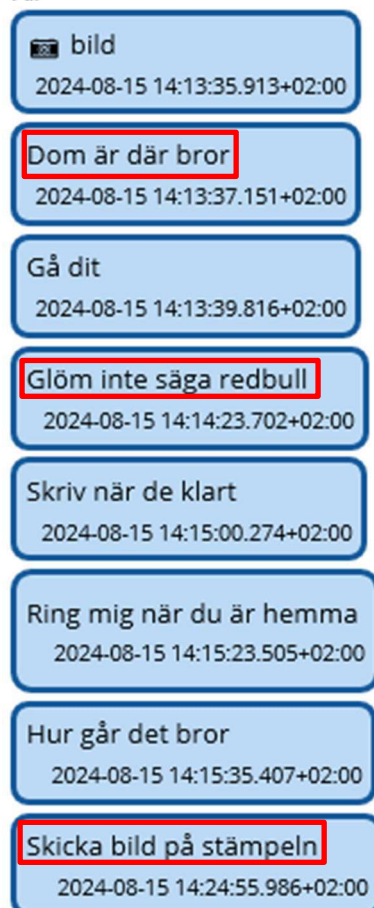 📷 bild
2024-08-15 14:13:35.913+02:00
Dom är där bror
2024-08-15 14:13:37.151+02:00
Gå dit
2024-08-15 14:13:39.816+02:00
Glöm inte säga redbull
2024-08-15 14:14:23.702+02:00
Skriv när de klart
2024-08-15 14:15:00.274+02:00
Ring mig när du är hemma
2024-08-15 14:15:23.505+02:00
Hur går det bror
2024-08-15 14:15:35.407+02:00
Skicka bild på stämpeln
2024-08-15 14:24:55.986+02:00